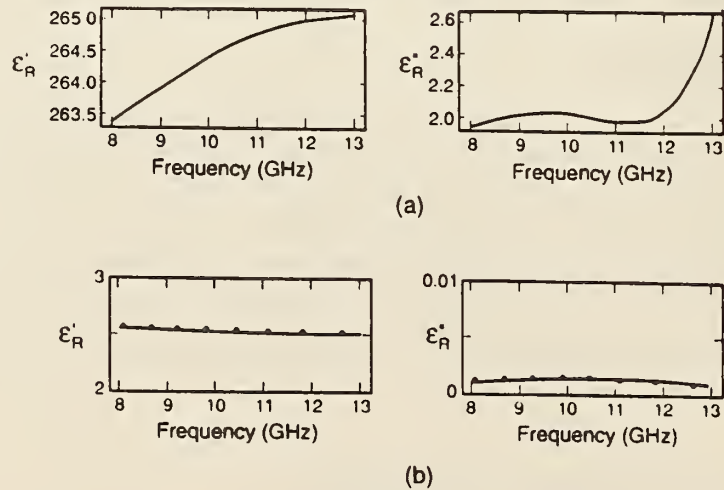 ε'R
265.0
264.5
264.0
263.5
8 9 10 11 12 13
Frequency (GHz)
ε"R
2.6
2.4
2.2
2.0
8 9 10 11 12 13
Frequency (GHz)
(a)
ε'R
3
2
8 9 10 11 12 13
Frequency (GHz)
ε"R
0.01
0
8 9 10 11 12 13
Frequency (GHz)
(b)